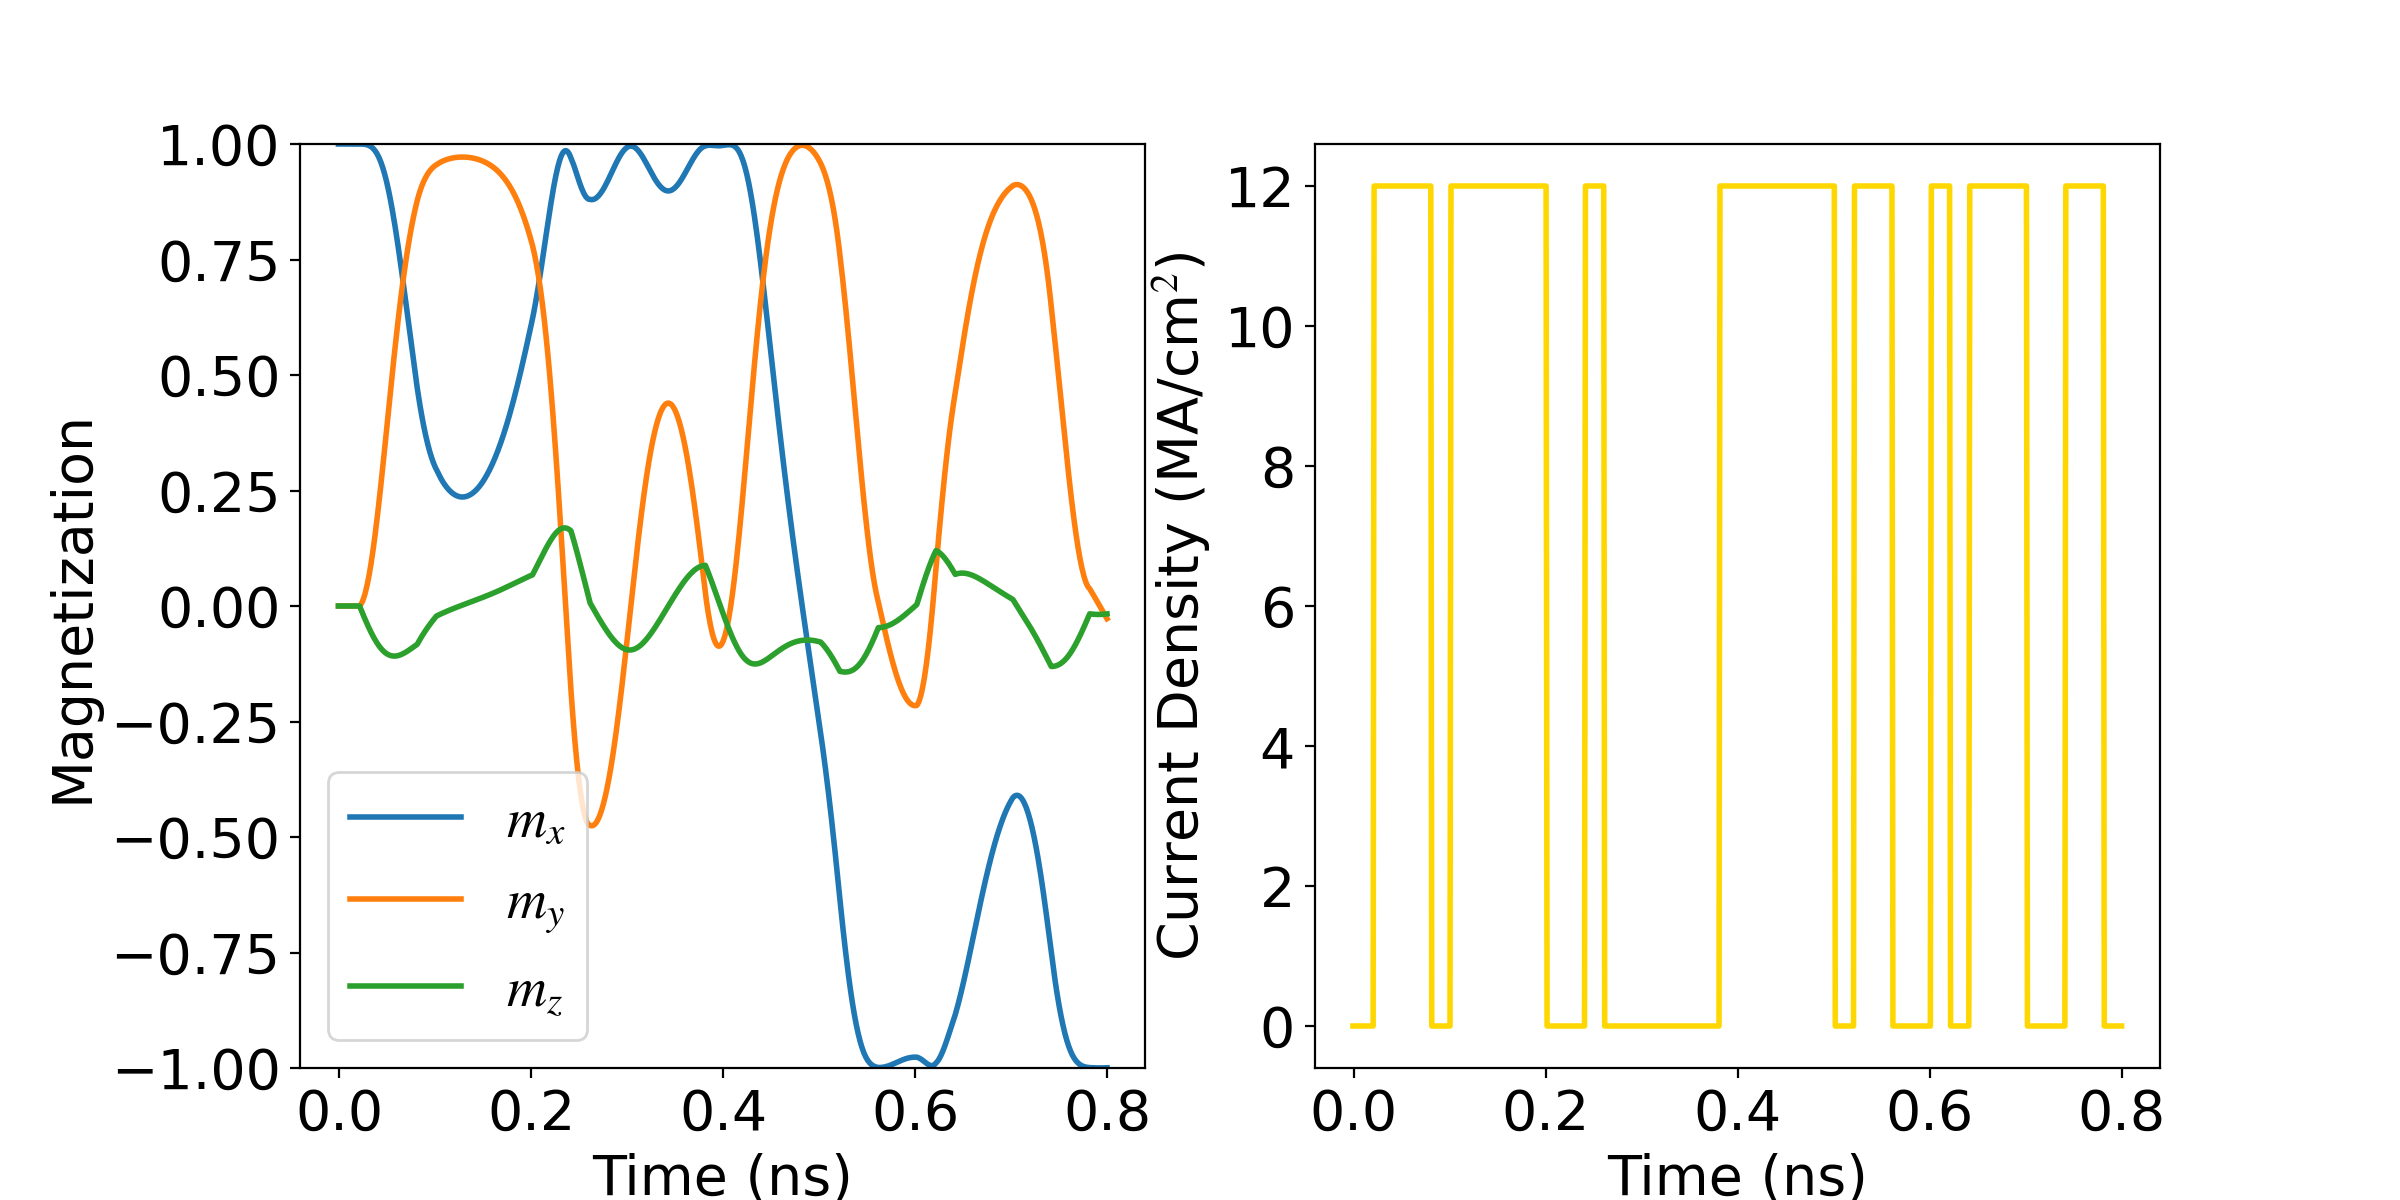 1.00
0.75
0.50
0.25
0.00
−0.25
−0.50
−0.75
−1.00
Magnetization
0.0 0.2 0.4 0.6 0.8
Time (ns)
m_x
m_y
m_z
12
10
8
6
4
2
0
Current Density (MA/cm²)
0.0 0.2 0.4 0.6 0.8
Time (ns)